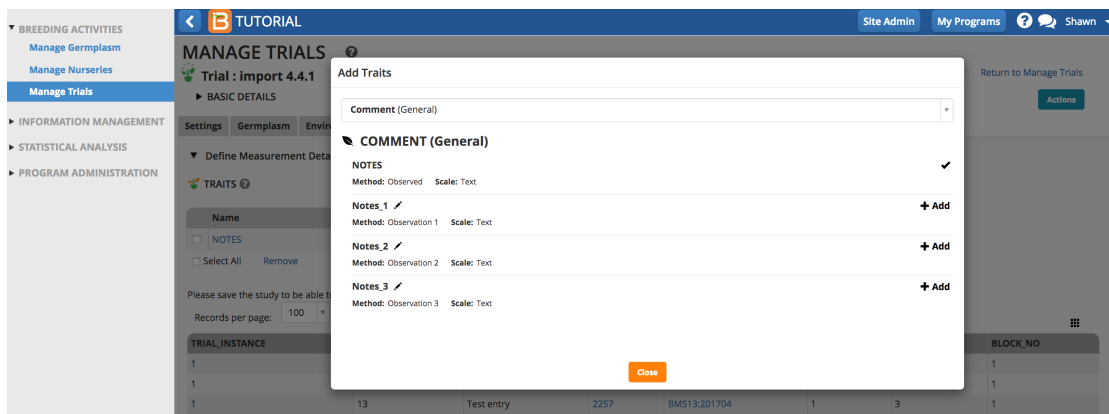 BREEDING ACTIVITIES
Manage Germplasm
Manage Nurseries
Manage Trials
INFORMATION MANAGEMENT
STATISTICAL ANALYSIS
PROGRAM ADMINISTRATION
TUTORIAL
Site Admin My Programs ? Shawn
MANAGE TRIALS ?
Trial : import 4.4.1
Return to Manage Trials
BASIC DETAILS
Actions
Settings Germplasm
Define Measurement
TRAITS ?
Name
NOTES
Select All Remove
Please save the study to be able
Records per page: 100
TRIAL_INSTANCE BLOCK_NO
1 1
1 1
1 13 Test entry 2257 BMS13:201704 1 3 1
Add Traits
Comment (General)
COMMENT (General)
NOTES
Method: Observed Scale: Text
Notes_1 + Add
Method: Observation 1 Scale: Text
Notes_2 + Add
Method: Observation 2 Scale: Text
Notes_3 + Add
Method: Observation 3 Scale: Text
Close